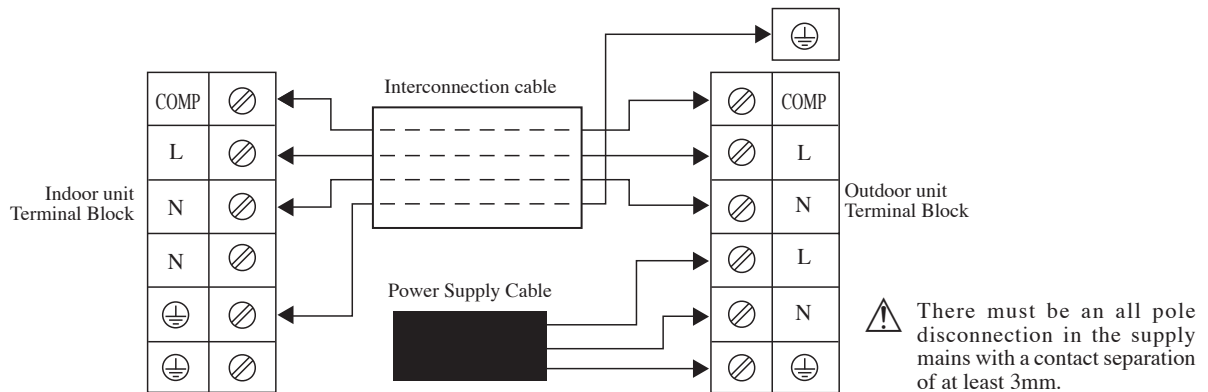 Interconnection cable
COMP
L
N
N
Indoor unit
Terminal Block
COMP
L
N
L
N
Outdoor unit
Terminal Block
Power Supply Cable
There must be an all pole
disconnection in the supply
mains with a contact separation
of at least 3mm.